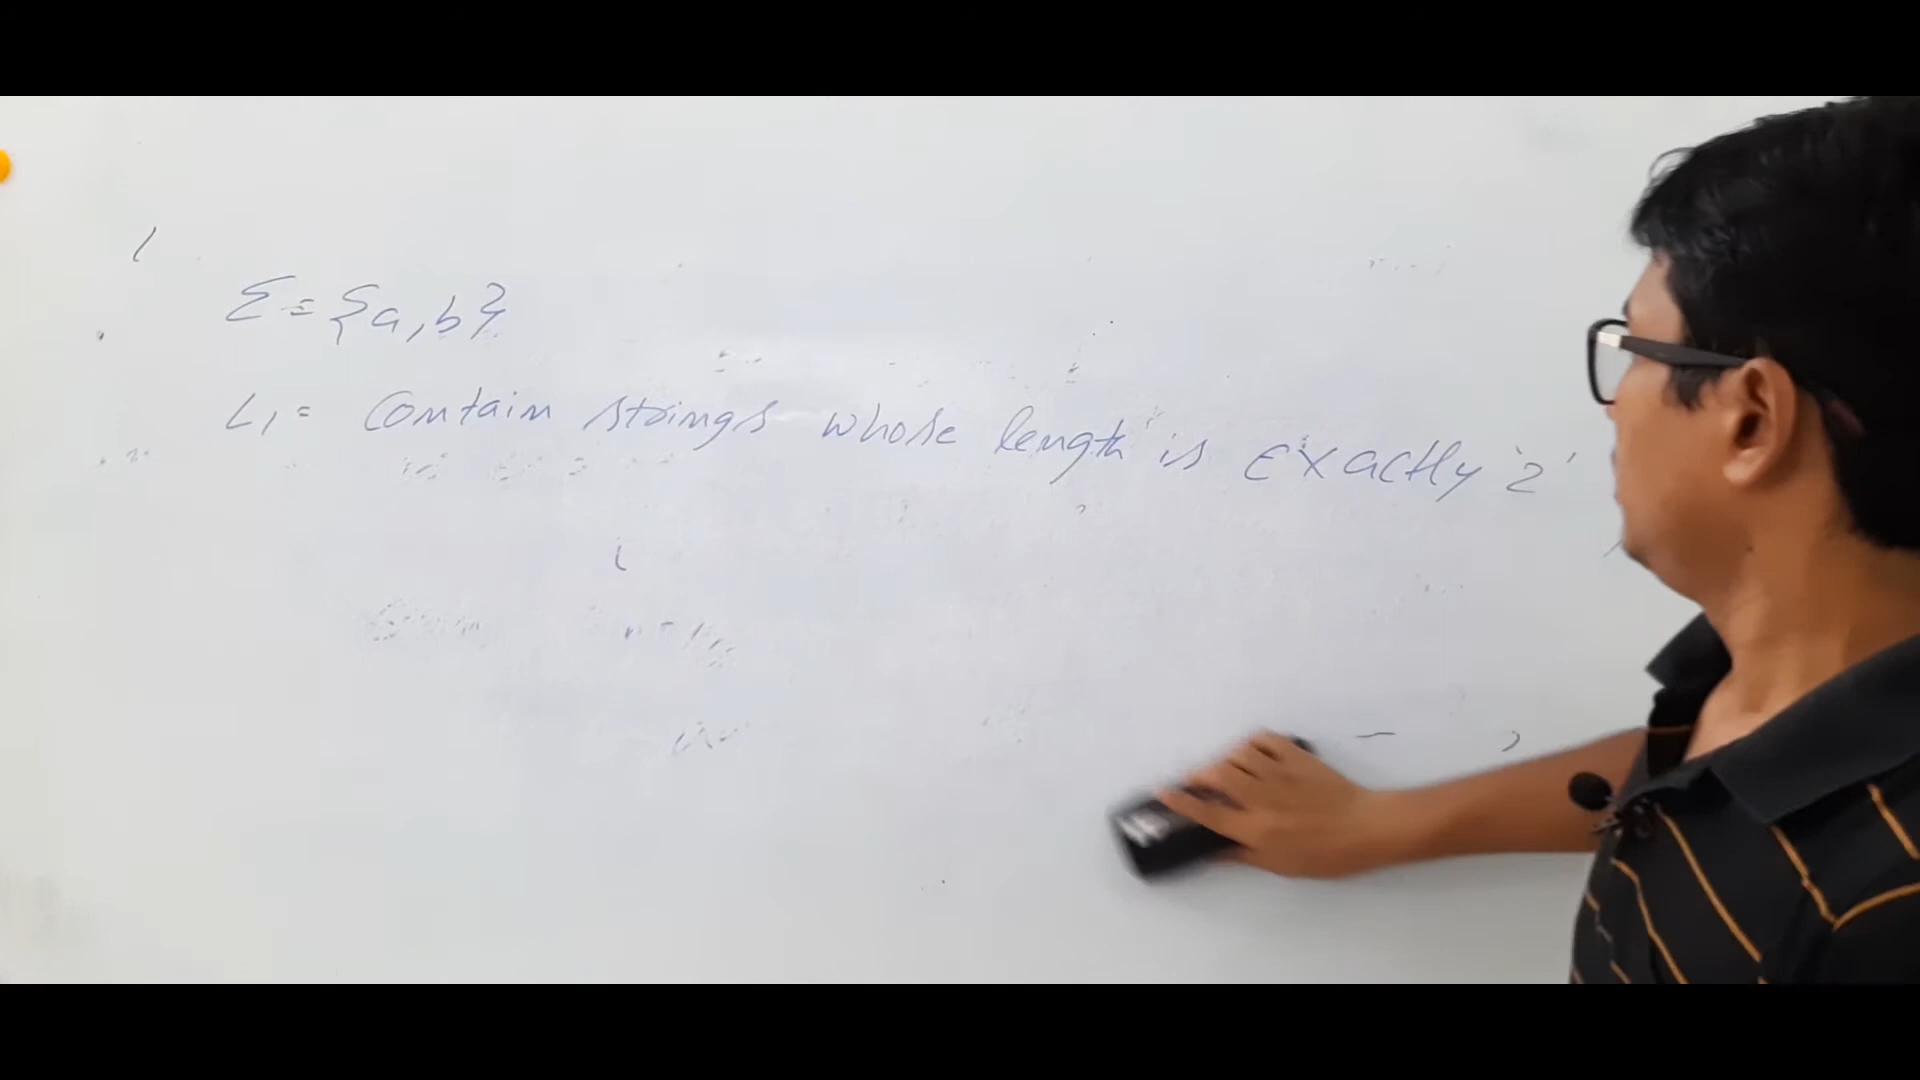 Σ = {a, b}
L1 = Contain strings whose length is Exactly '2'